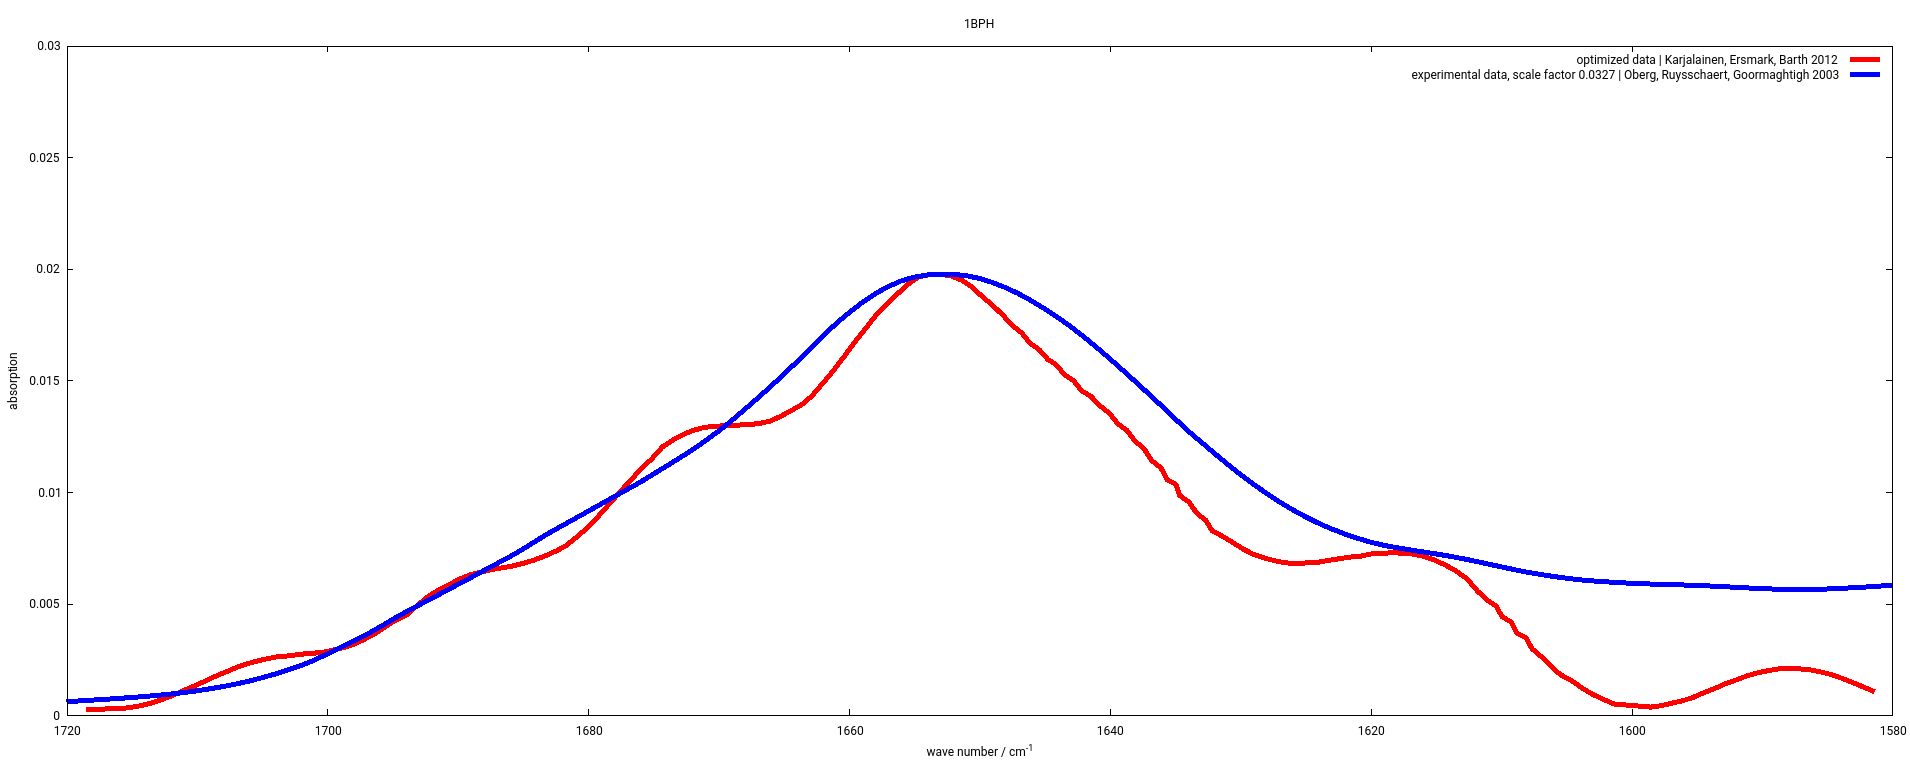 1BPH
optimized data | Karjalainen, Ersmark, Barth 2012
experimental data, scale factor 0.0327 | Oberg, Ruysschaert, Goormaghtigh 2003
0.03
0.025
0.02
0.015
0.01
0.005
0
absorption
1720 1700 1680 1660 1640 1620 1600 1580
wave number / cm⁻¹